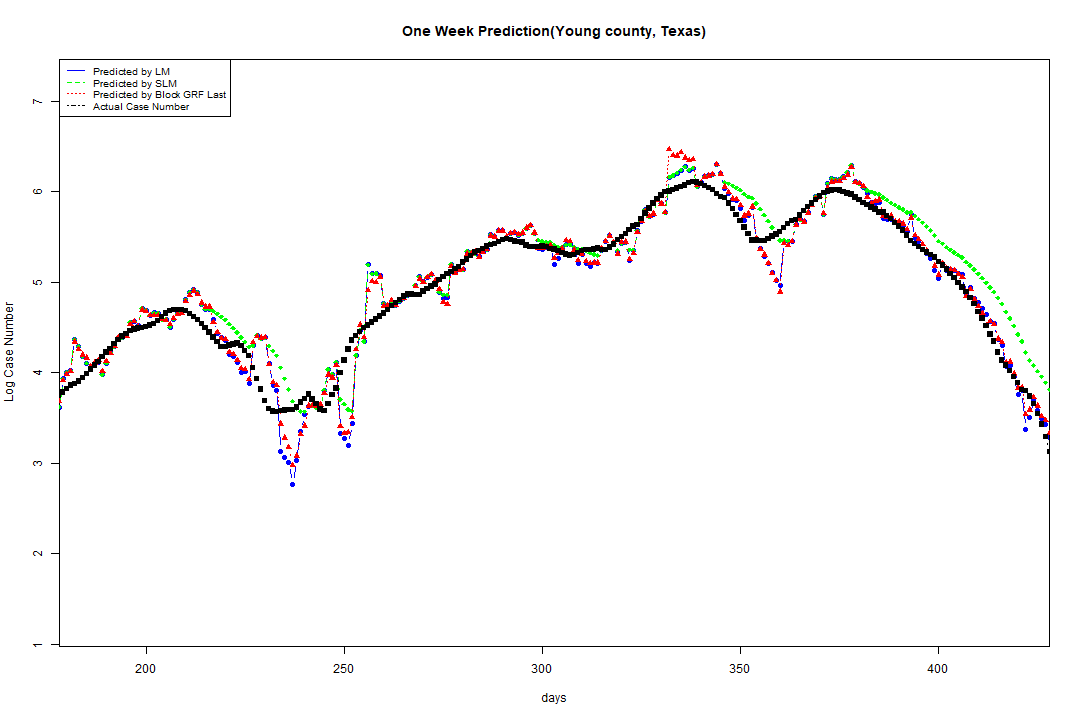 One Week Prediction(Young county, Texas)
Predicted by LM
Predicted by SLM
Predicted by Block GRF Last
Actual Case Number
7
6
5
4
3
2
1
Log Case Number
200 250 300 350 400
days